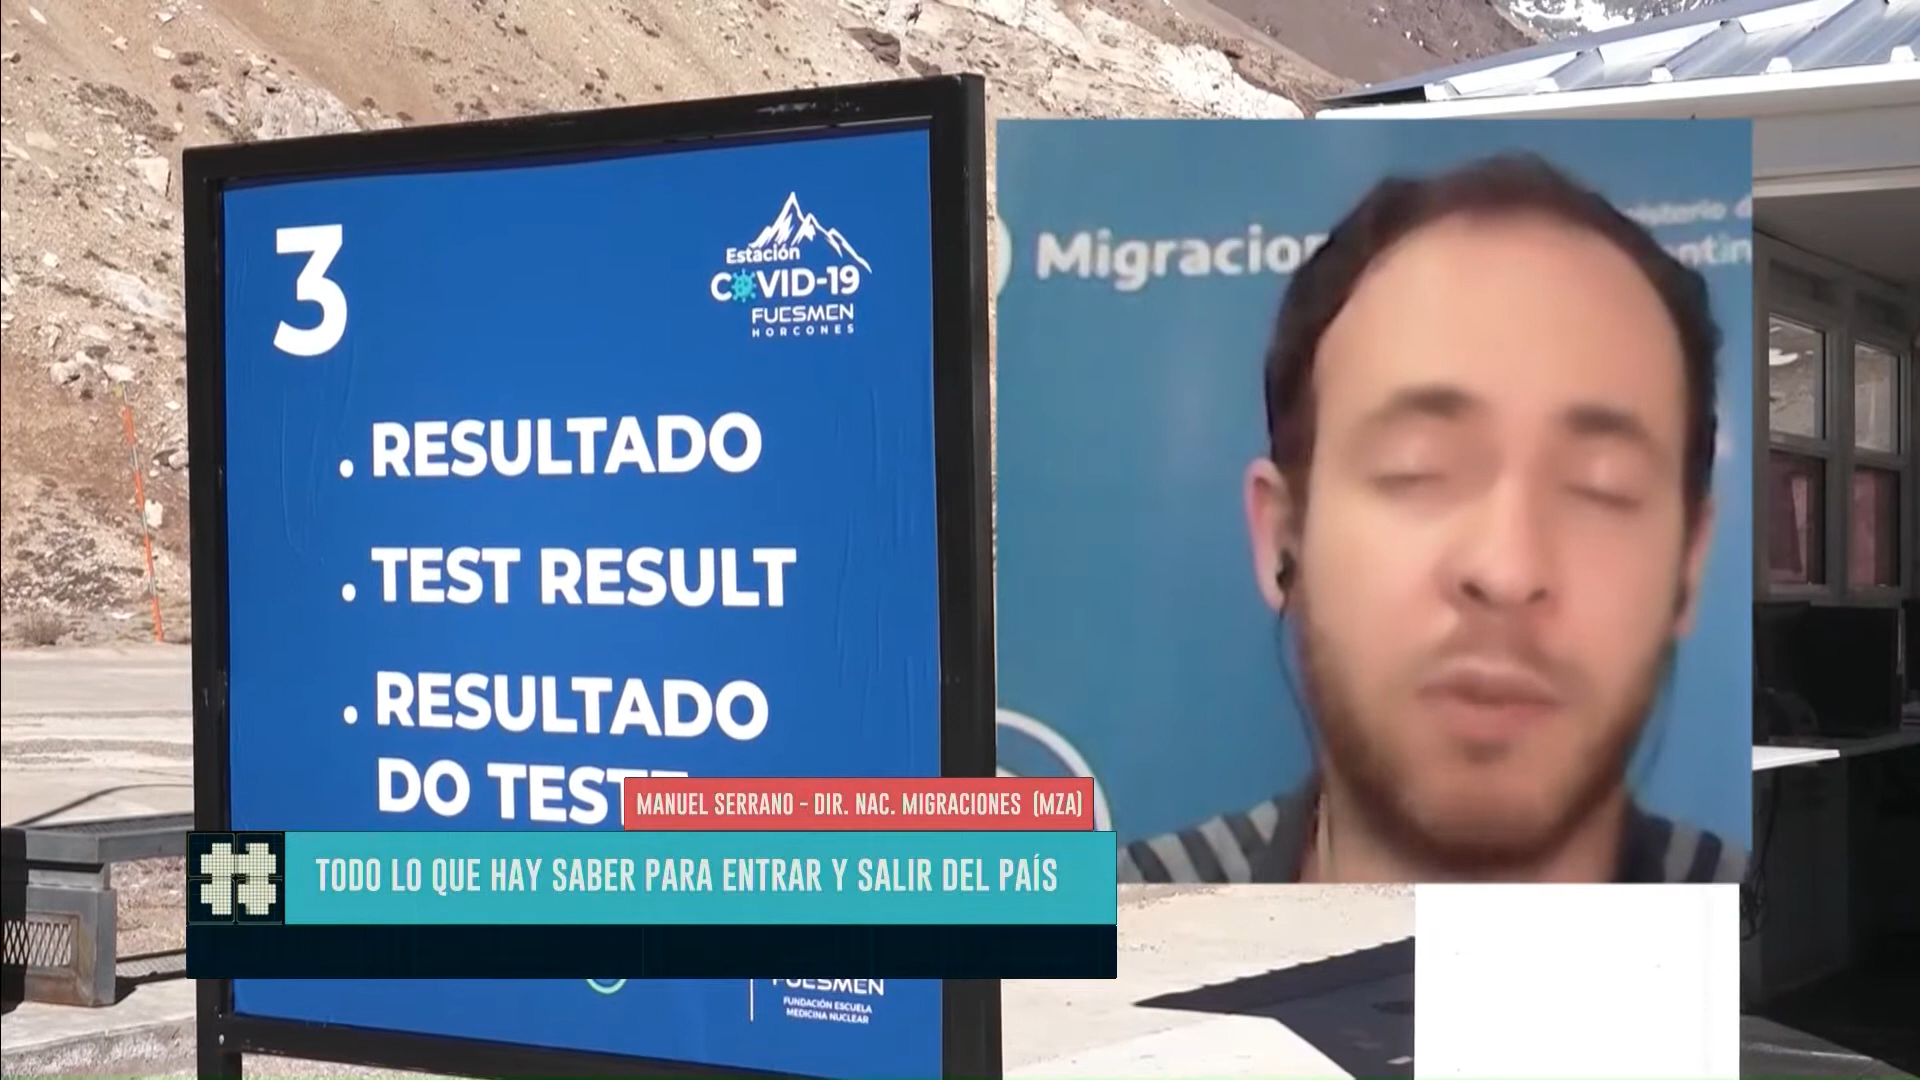 3
Estación
COVID-19
FUESMEN
HORCONES
. RESULTADO
. TEST RESULT
. RESULTADO
DO TEST
Migracion
MANUEL SERRANO - DIR. NAC. MIGRACIONES (MZA)
TODO LO QUE HAY SABER PARA ENTRAR Y SALIR DEL PAÍS
FUESMEN
FUNDACIÓN ESCUELA
MEDICINA NUCLEAR